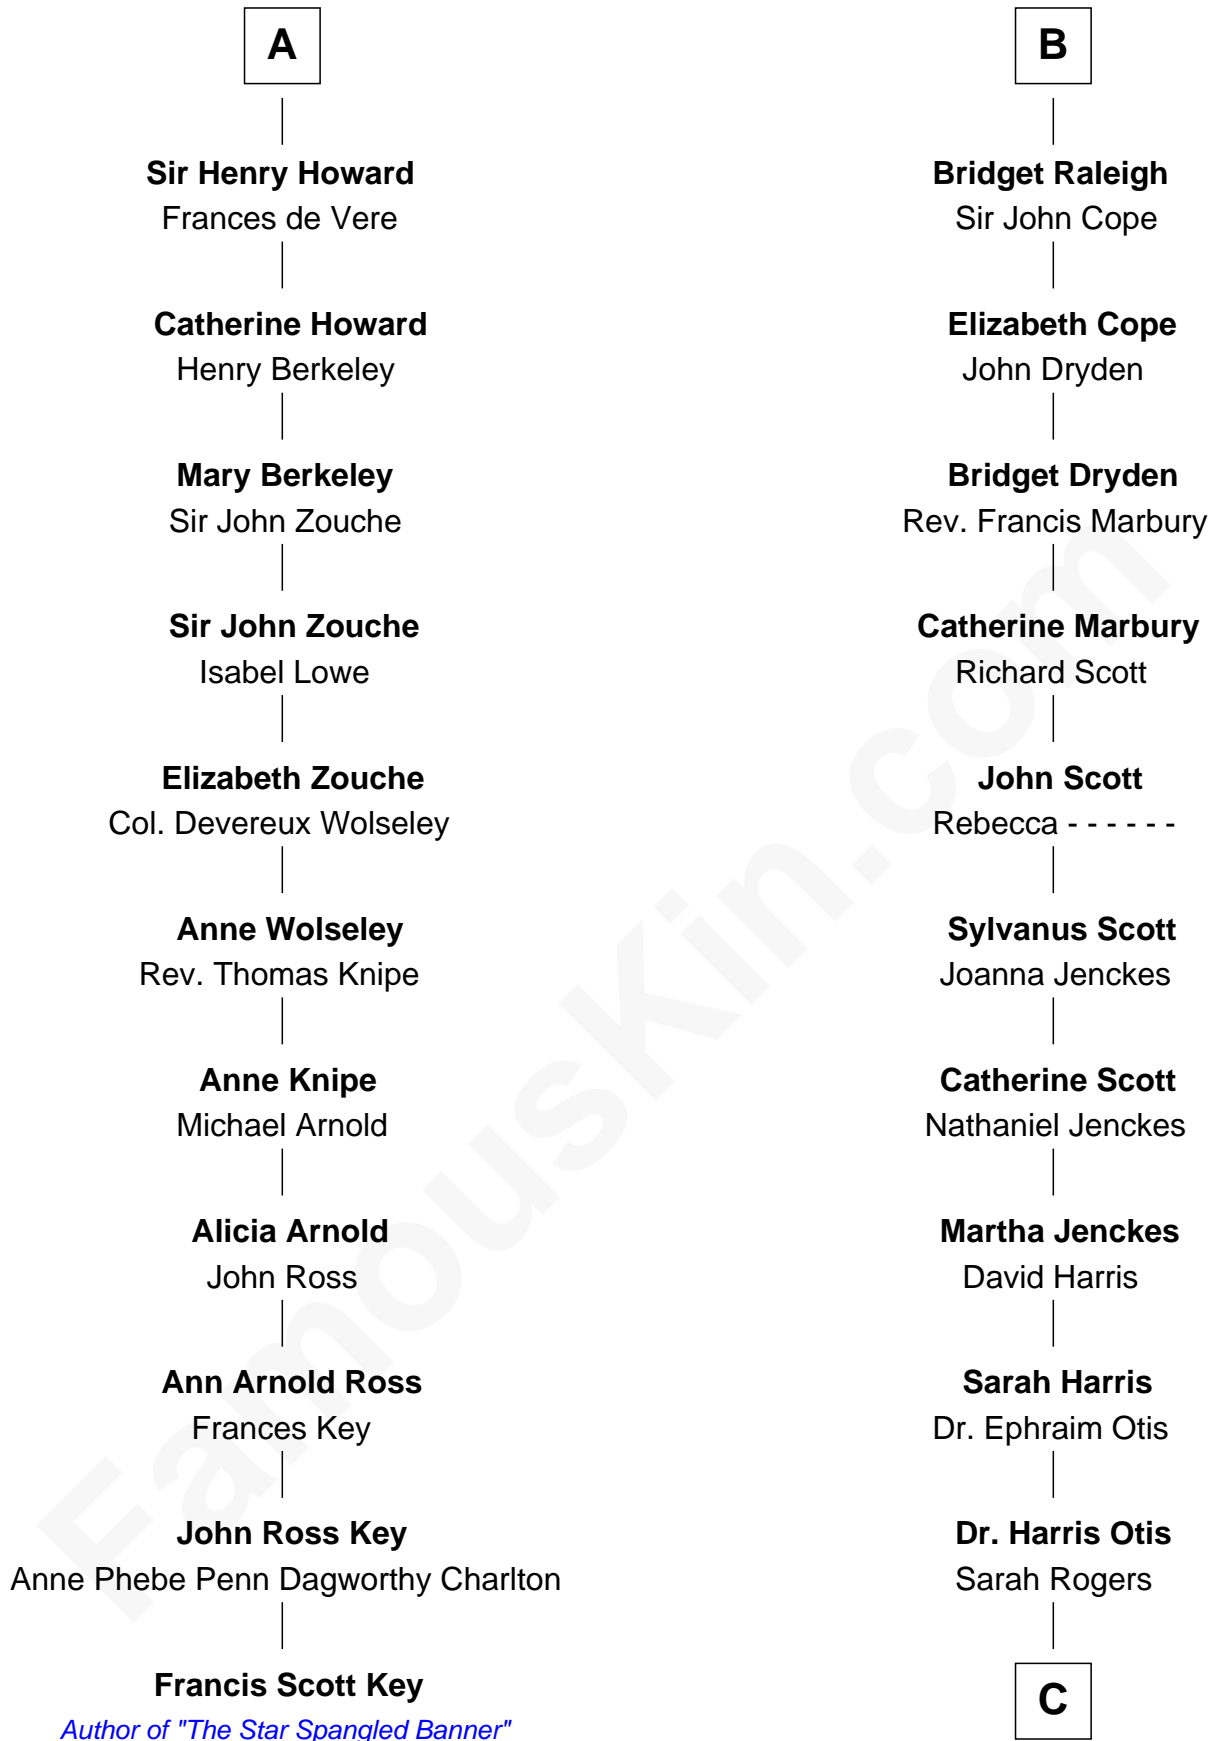 A
Sir Henry Howard
Frances de Vere
Catherine Howard
Henry Berkeley
Mary Berkeley
Sir John Zouche
Sir John Zouche
Isabel Lowe
Elizabeth Zouche
Col. Devereux Wolseley
Anne Wolseley
Rev. Thomas Knipe
Anne Knipe
Michael Arnold
Alicia Arnold
John Ross
Ann Arnold Ross
Frances Key
John Ross Key
Anne Phebe Penn Dagworthy Charlton
Francis Scott Key
Author of "The Star Spangled Banner"
B
Bridget Raleigh
Sir John Cope
Elizabeth Cope
John Dryden
Bridget Dryden
Rev. Francis Marbury
Catherine Marbury
Richard Scott
John Scott
Rebecca - - - - - -
Sylvanus Scott
Joanna Jenckes
Catherine Scott
Nathaniel Jenckes
Martha Jenckes
David Harris
Sarah Harris
Dr. Ephraim Otis
Dr. Harris Otis
Sarah Rogers
C
FamousKin.com